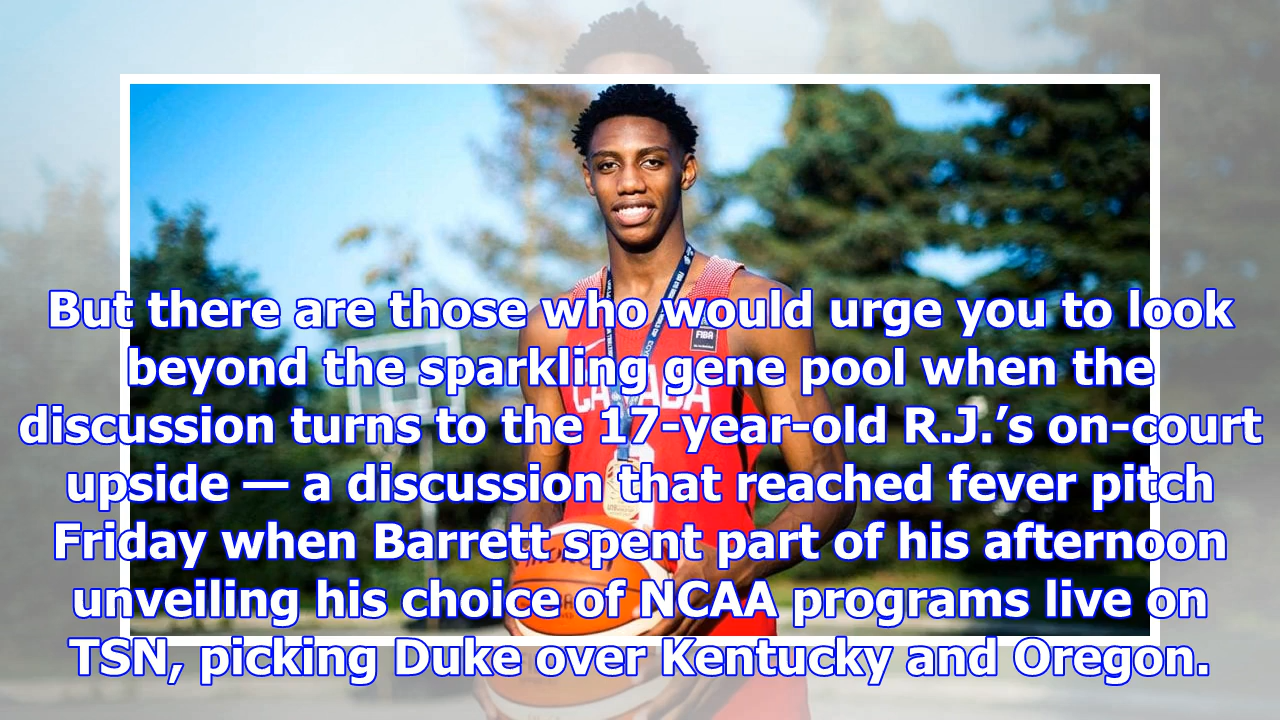 But there are those who would urge you to look
beyond the sparkling gene pool when the
discussion turns to the 17-year-old R.J.’s on-court
upside — a discussion that reached fever pitch
Friday when Barrett spent part of his afternoon
unveiling his choice of NCAA programs live on
TSN, picking Duke over Kentucky and Oregon.
FIBA
CANADA